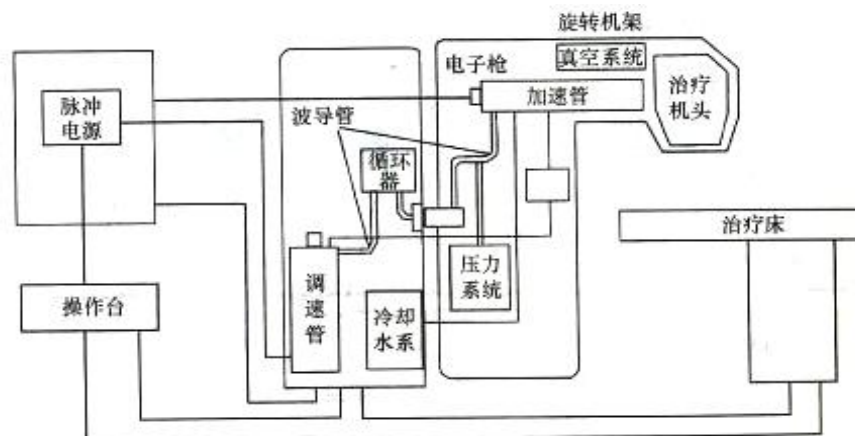 旋转机架
电子枪
真空系统
加速管
治疗
机头
脉冲
电源
波导管
循环
器
治疗床
操作台
调
速
管
压力
系统
冷却
水系